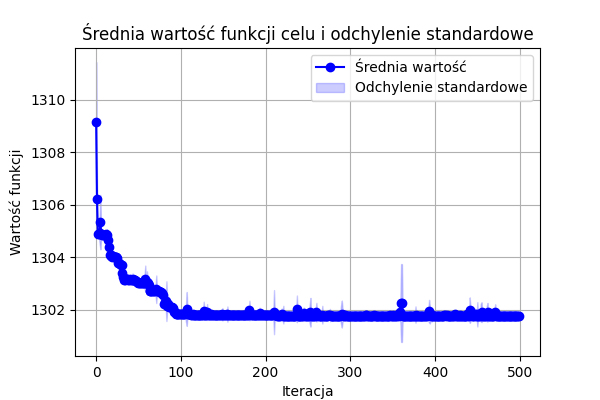 Średnia wartość funkcji celu i odchylenie standardowe
Średnia wartość
Odchylenie standardowe
Wartość funkcji
1310
1308
1306
1304
1302
0 100 200 300 400 500
Iteracja